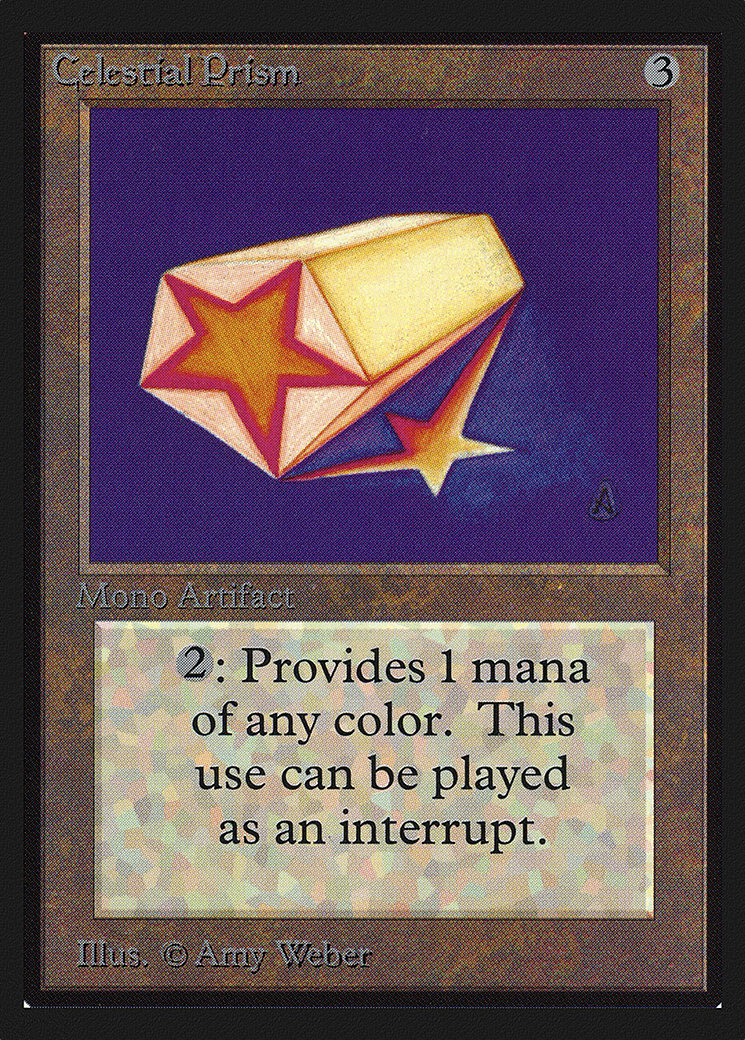 Celestial Prism
3
A
Mono Artifact
2: Provides 1 mana
of any color. This
use can be played
as an interrupt.
Illus. © Amy Weber